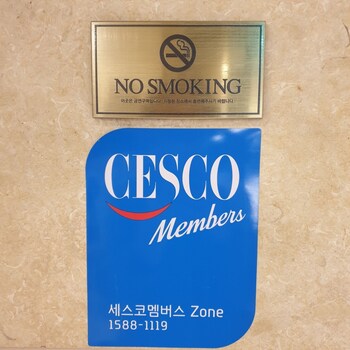 NO SMOKING
CESCO
Members
세스코멤버스 Zone
1588-1119